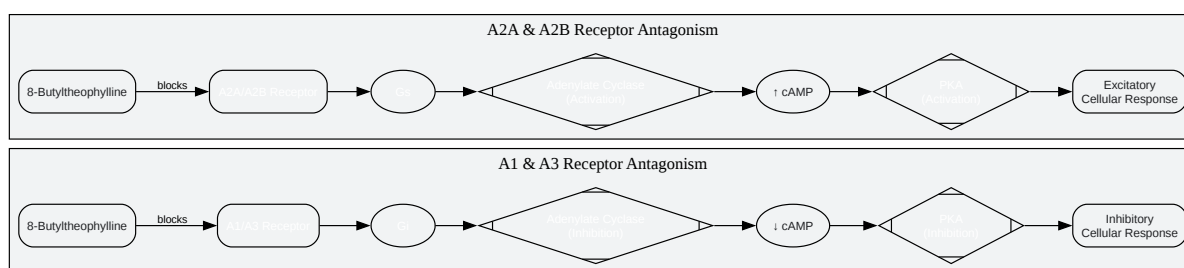 A2A & A2B Receptor Antagonism
8-Butyltheophylline
blocks
A2A/A2B Receptor
Gs
Adenylate Cyclase
(Activation)
↑ cAMP
PKA
(Activation)
Excitatory
Cellular Response
A1 & A3 Receptor Antagonism
8-Butyltheophylline
blocks
A1/A3 Receptor
Gi
Adenylate Cyclase
(Inhibition)
↓ cAMP
PKA
(Inhibition)
Inhibitory
Cellular Response